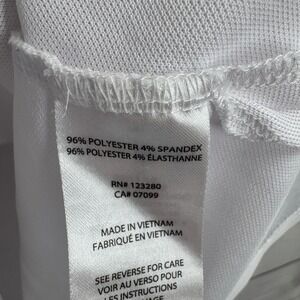 96% POLYESTER 4% SPANDEX
96% POLYESTER 4% ÉLASTHANNE
RN# 123280
CA# 07099
MADE IN VIETNAM
FABRIQUÉ EN VIETNAM
SEE REVERSE FOR CARE
VOIR AU VERSO POUR
LES INSTRUCTIONS